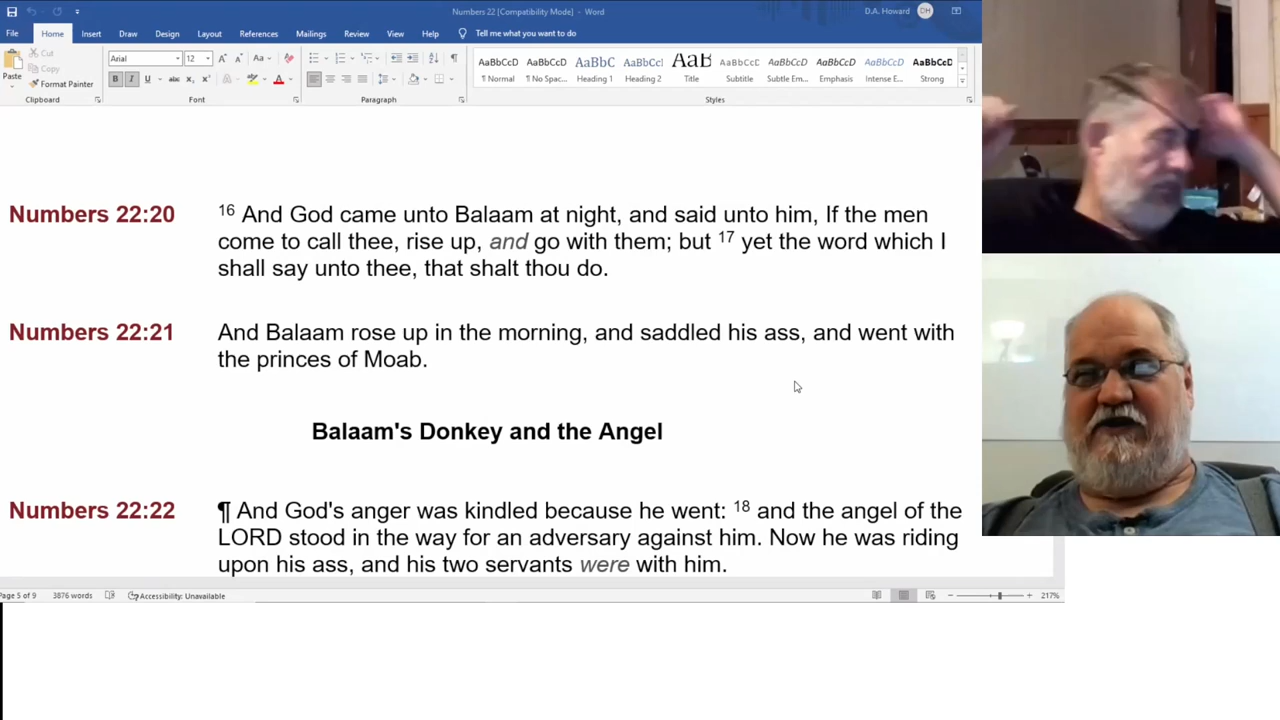 Numbers 22 [Compatibility Mode] - Word
D.A. Howard DH
File Home Insert Draw Design Layout References Mailings Review View Help Tell me what you want to do
Paste
Cut
Copy
Format Painter
Clipboard
Arial 12
Font
Paragraph
AaBbCcD AaBbCcD AaBbC AaBbCcI AaB AaBbCcD AaBbCcD AaBbCcD AaBbCcD AaBbCcD
¶ Normal ¶ No Spac... Heading 1 Heading 2 Title Subtitle Subtle Em... Emphasis Intense E... Strong
Styles
Numbers 22:20 16 And God came unto Balaam at night, and said unto him, If the men
come to call thee, rise up, and go with them; but 17 yet the word which I
shall say unto thee, that shalt thou do.
Numbers 22:21 And Balaam rose up in the morning, and saddled his ass, and went with
the princes of Moab.
Balaam's Donkey and the Angel
Numbers 22:22 ¶ And God's anger was kindled because he went: 18 and the angel of the
LORD stood in the way for an adversary against him. Now he was riding
upon his ass, and his two servants were with him.
Page 5 of 9 3876 words Accessibility: Unavailable 217%